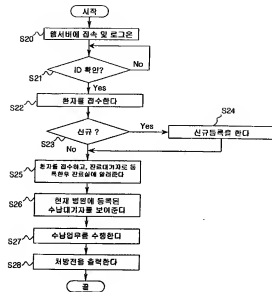 시작
S20
웹서버에 접속 및 로그온
S21
ID 확인?
No
Yes
S22
환자를 접수한다
S24
신규 ?
Yes
신규등록를 한다
S23
No
S25
환자를 접수하고, 진료대기자로 등
록한후 진료실에 알려준다
S26
현재 병원에 등록된
수납대기자를 보여준다
S27
수납업무를 수행한다
S28
처방전을 출력한다
끝